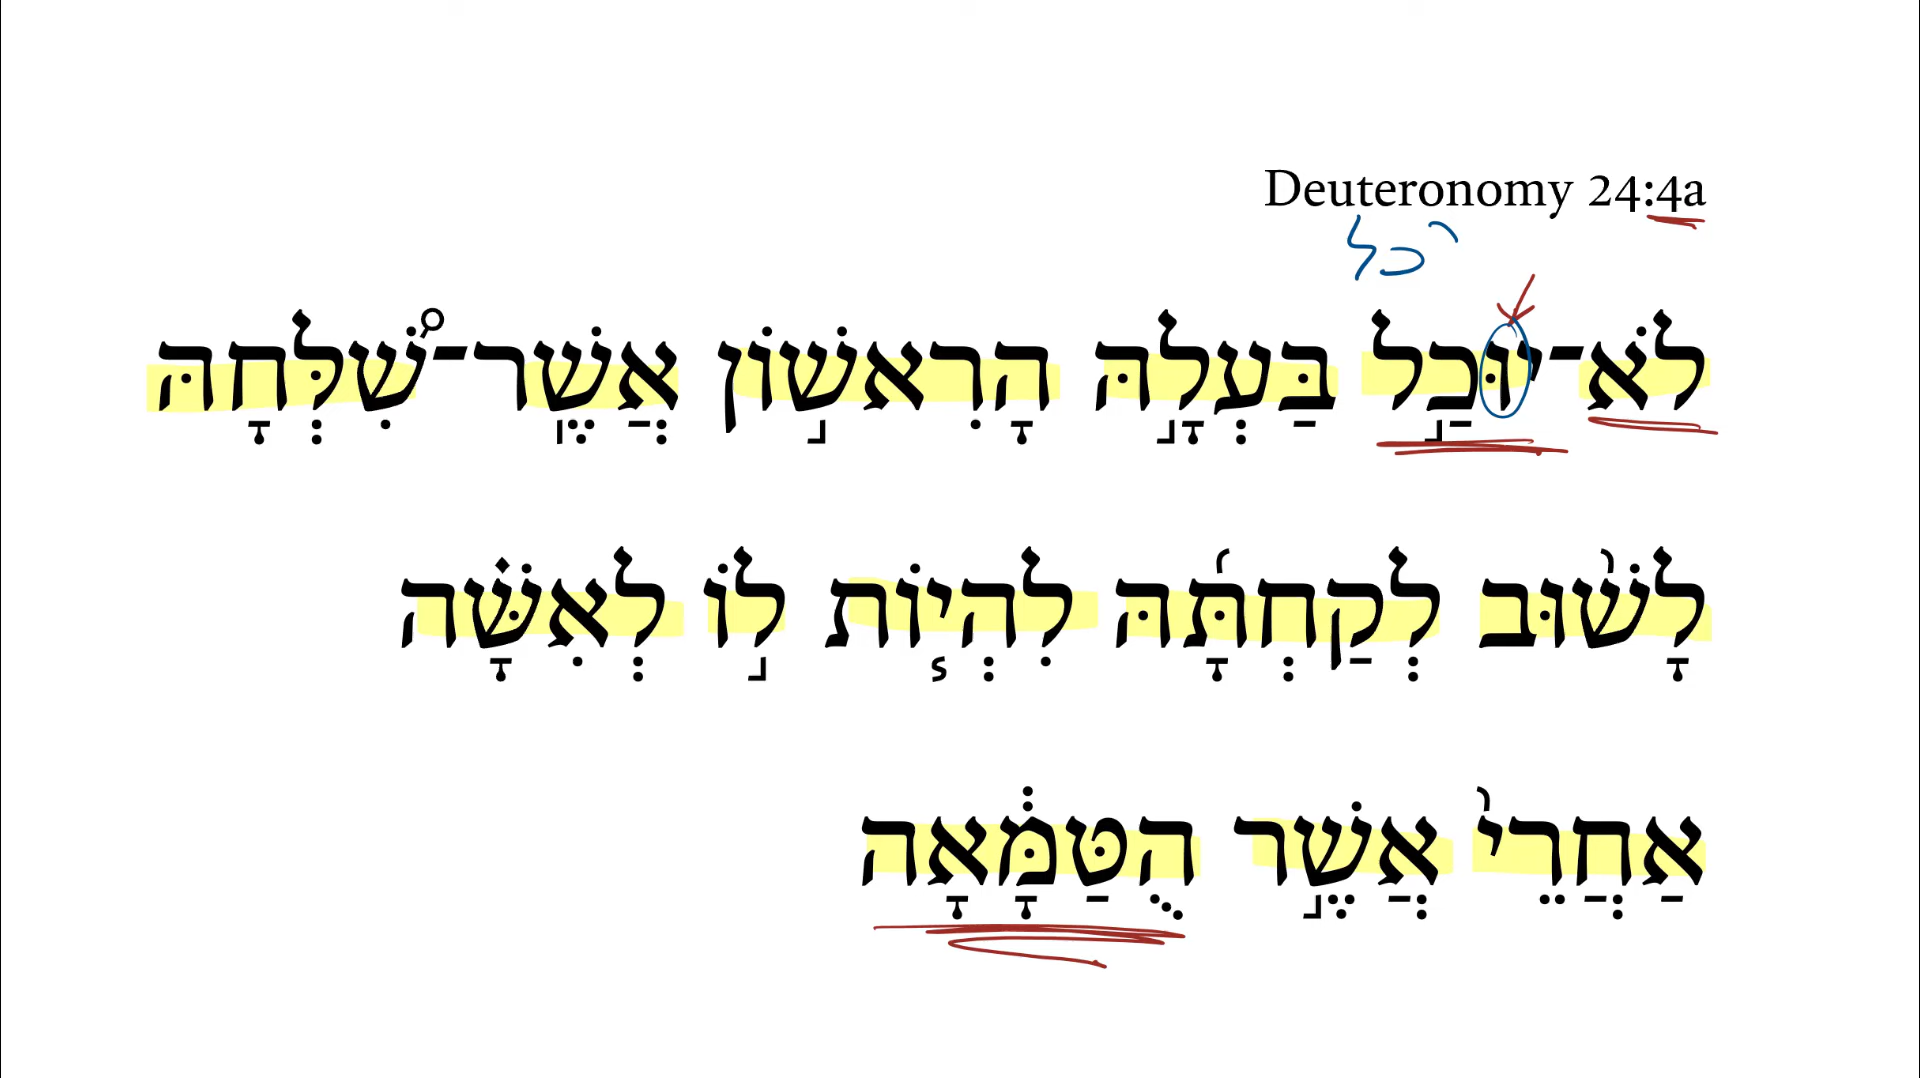 Deuteronomy 24:4a
יכל
לֹא־יוּכַ֣ל בַּעְלָ֣הּ הָרִאשׁ֣וֹן אֲשֶֽׁר־שִׁ֠לְּחָהּ
לָשׁ֨וּב לְקַחְתָּ֜הּ לִהְי֧וֹת ל֣וֹ לְאִשָּׁ֗ה
אַחֲרֵי֙ אֲשֶׁ֣ר הֻטַּמָּ֔אָה